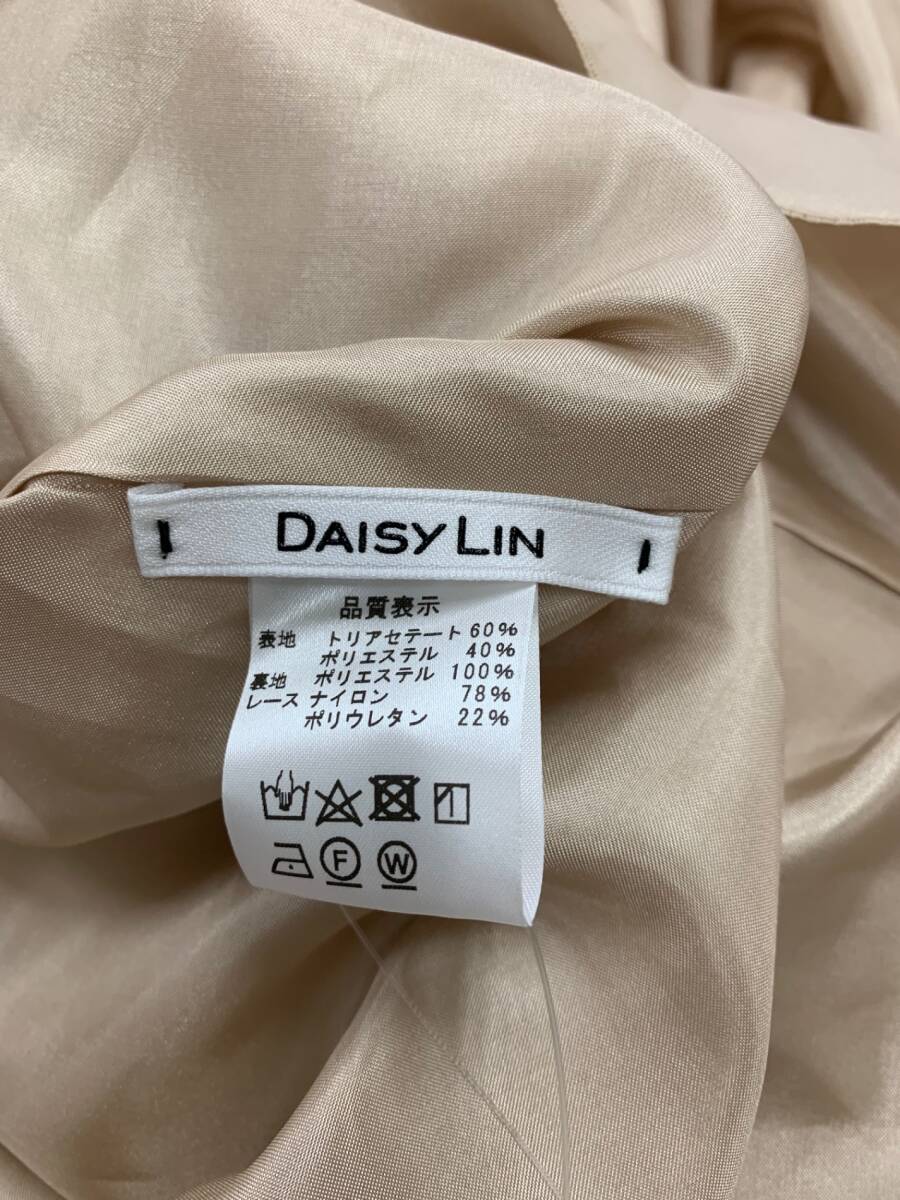 DAISY LIN
品質表示
表地 トリアセテート 60%
ポリエステル 40%
裏地 ポリエステル 100%
レース ナイロン 78%
ポリウレタン 22%
F W